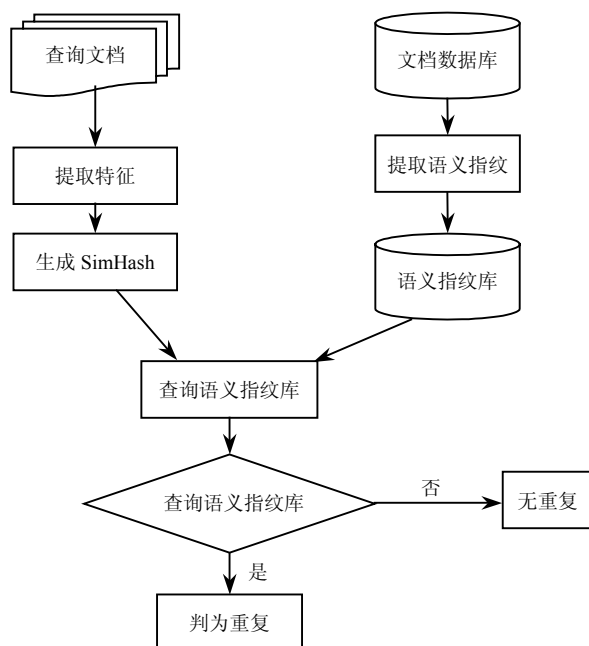 查询文档
文档数据库
提取特征
提取语义指纹
生成 SimHash
语义指纹库
查询语义指纹库
查询语义指纹库
否
无重复
是
判为重复